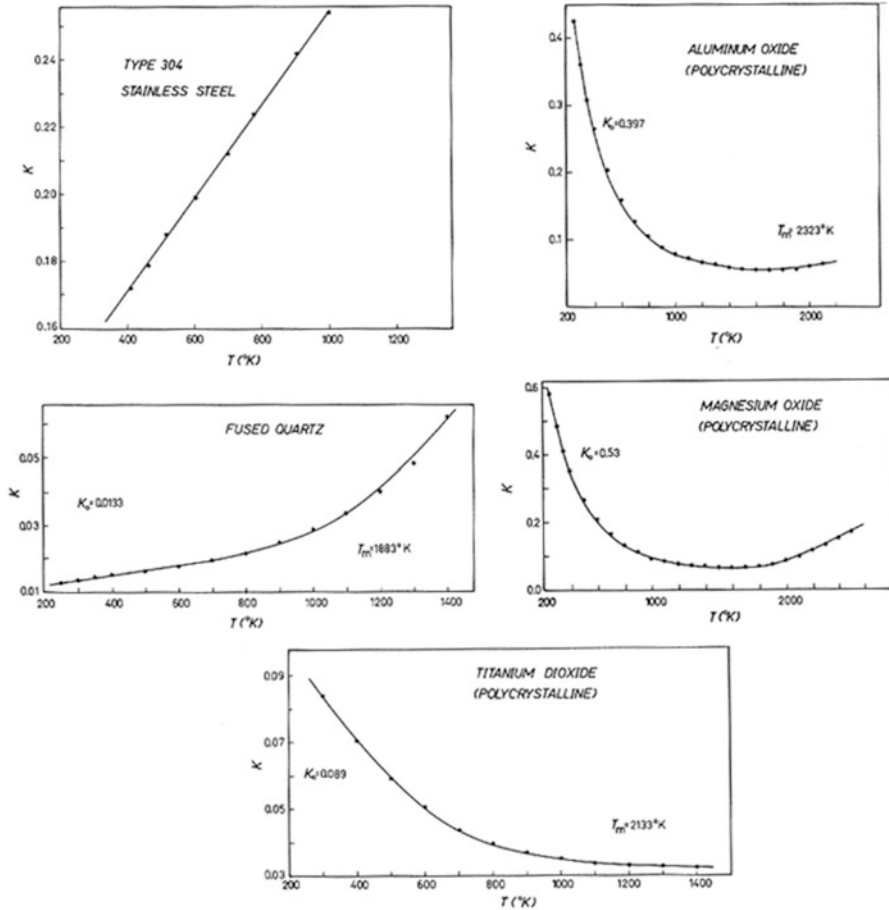 TYPE 304
STAINLESS STEEL
K
0.24
0.22
0.20
0.18
0.16
200 400 600 800 1000 1200
T (°K)
ALUMINUM OXIDE
(POLYCRYSTALLINE)
K₀=0.397
Tm= 2323°K
K
0.4
0.3
0.2
0.1
200 1000 2000
T (°K)
FUSED QUARTZ
K₀=0.0133
Tm=1883°K
K
0.05
0.03
0.01
200 400 600 800 1000 1200 1400
T (°K)
MAGNESIUM OXIDE
(POLYCRYSTALLINE)
K₀=0.53
K
0.6
0.4
0.2
0.0
200 1000 2000
T (°K)
TITANIUM DIOXIDE
(POLYCRYSTALLINE)
K₀=0.089
Tm=2133°K
K
0.09
0.07
0.05
0.03
200 400 600 800 1000 1200 1400
T (°K)